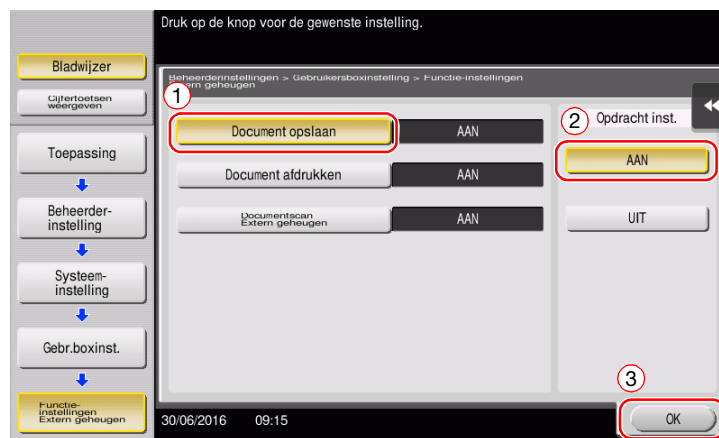 Druk op de knop voor de gewenste instelling.
Bladwijzer
Cijfertoetsen
weergeven
Toepassing
Beheerder-
instelling
Systeem-
instelling
Gebr.boxinst.
Functie-
instellingen
Extern geheugen
Beheerderinstellingen > Gebruikersboxinstelling > Functie-instellingen
Extern geheugen
1
Document opslaan AAN
Document afdrukken AAN
Documentscan
Extern geheugen AAN
2 Opdracht inst.
AAN
UIT
3
30/06/2016 09:15 OK